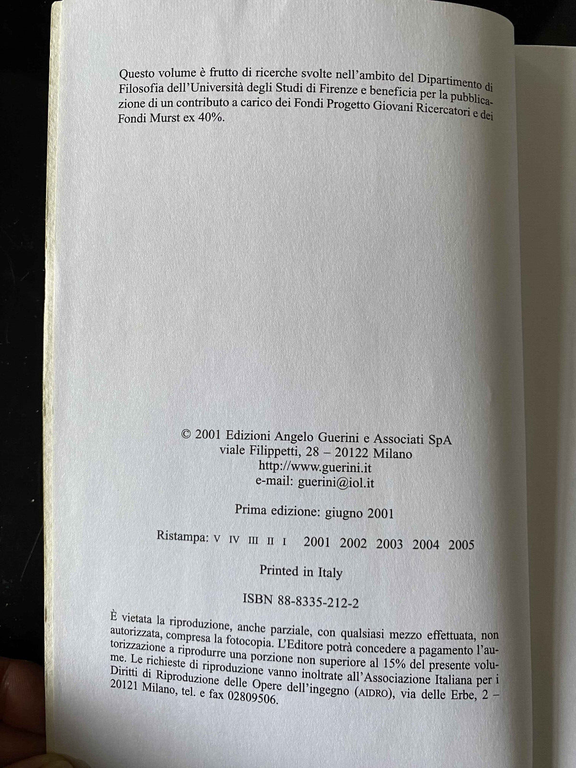 Questo volume è frutto di ricerche svolte nell'ambito del Dipartimento di
Filosofia dell'Università degli Studi di Firenze e beneficia per la pubblica-
zione di un contributo a carico dei Fondi Progetto Giovani Ricercatori e dei
Fondi Murst ex 40%.
© 2001 Edizioni Angelo Guerini e Associati SpA
viale Filippetti, 28 – 20122 Milano
http://www.guerini.it
e-mail: guerini@iol.it
Prima edizione: giugno 2001
Ristampa: V IV III II I 2001 2002 2003 2004 2005
Printed in Italy
ISBN 88-8335-212-2
È vietata la riproduzione, anche parziale, con qualsiasi mezzo effettuata, non
autorizzata, compresa la fotocopia. L'Editore potrà concedere a pagamento l'au-
torizzazione a riprodurre una porzione non superiore al 15% del presente volu-
me. Le richieste di riproduzione vanno inoltrate all'Associazione Italiana per i
Diritti di Riproduzione delle Opere dell'ingegno (AIDRO), via delle Erbe, 2 –
20121 Milano, tel. e fax 02809506.